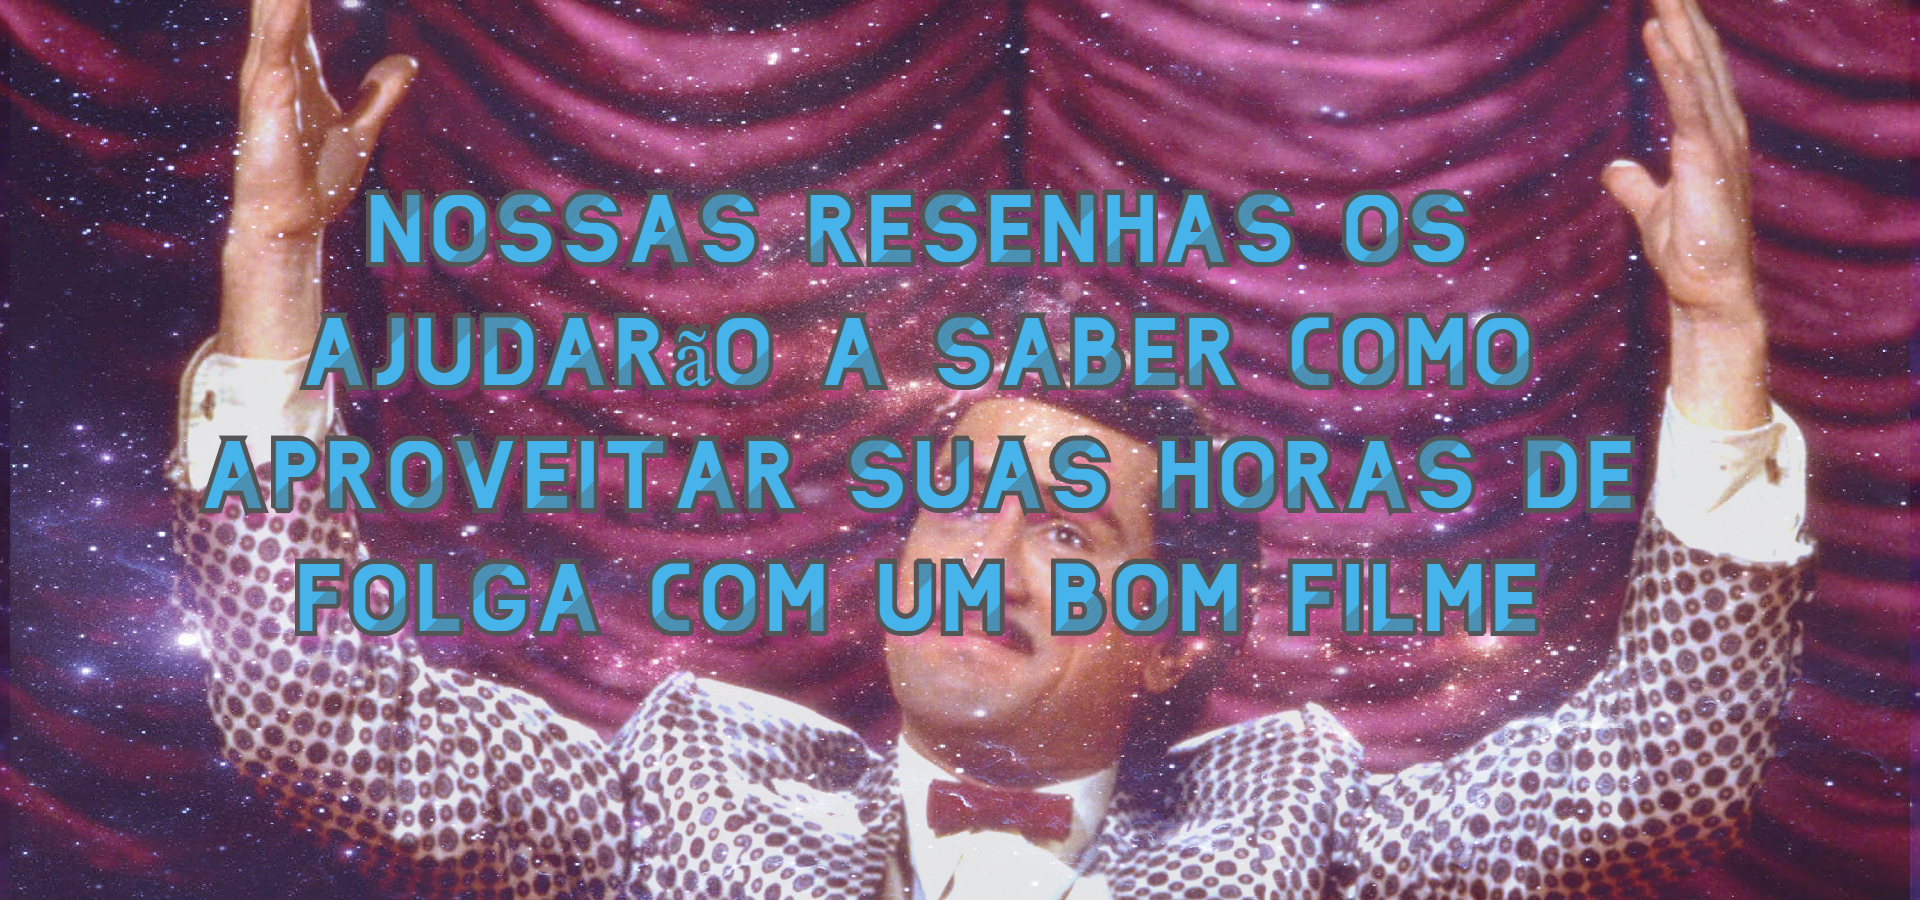 NOSSAS RESENHAS OS
AJUDARãO A SABER COMO
APROVEITAR SUAS HORAS DE
FOLGA COM UM BOM FILME